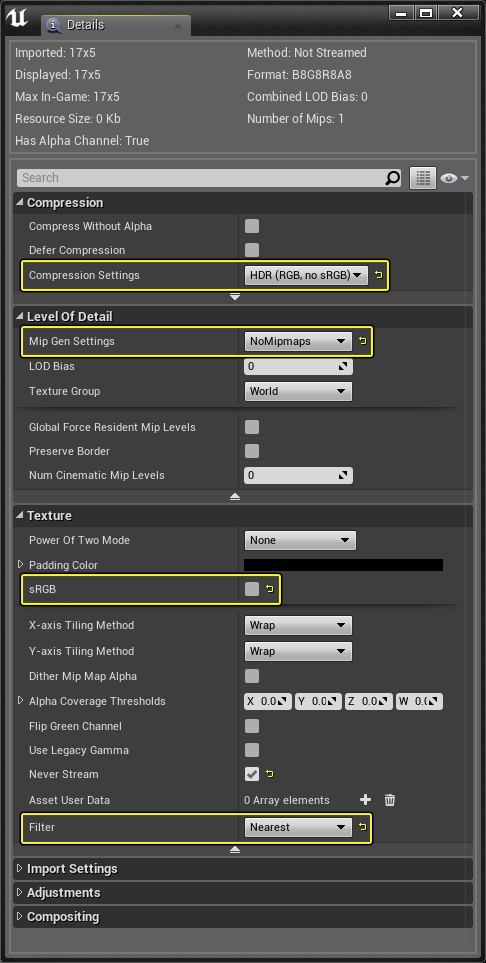 Details
Imported: 17x5
Method: Not Streamed
Displayed: 17x5
Format: B8G8R8A8
Max In-Game: 17x5
Combined LOD Bias: 0
Resource Size: 0 Kb
Number of Mips: 1
Has Alpha Channel: True
Search
Compression
Compress Without Alpha
Defer Compression
Compression Settings HDR (RGB, no sRGB)
Level Of Detail
Mip Gen Settings NoMipmaps
LOD Bias 0
Texture Group World
Global Force Resident Mip Levels
Preserve Border
Num Cinematic Mip Levels 0
Texture
Power Of Two Mode None
Padding Color
sRGB
X-axis Tiling Method Wrap
Y-axis Tiling Method Wrap
Dither Mip Map Alpha
Alpha Coverage Thresholds X 0.0 Y 0.0 Z 0.0 W 0.0
Flip Green Channel
Use Legacy Gamma
Never Stream
Asset User Data 0 Array elements
Filter Nearest
Import Settings
Adjustments
Compositing